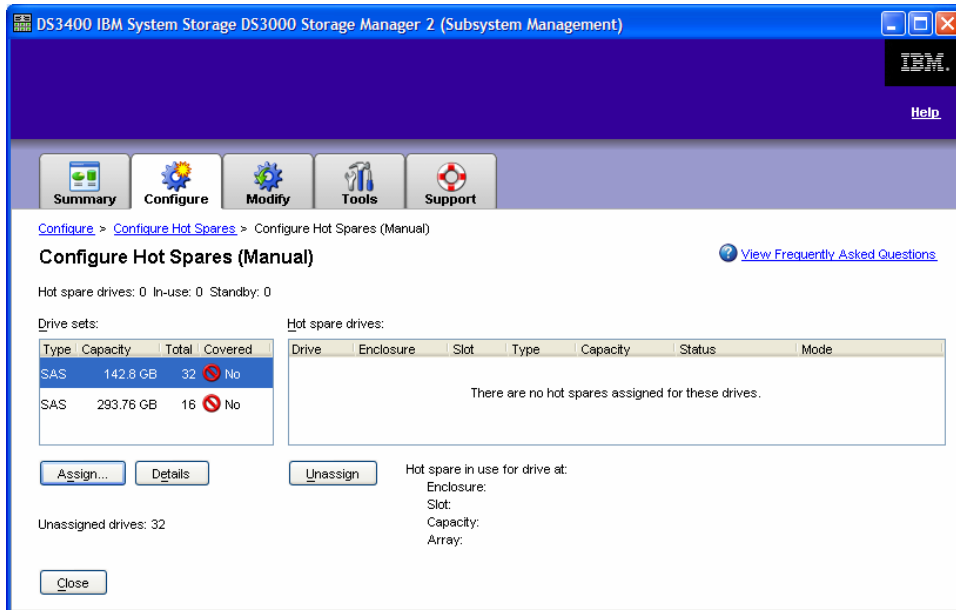 DS3400 IBM System Storage DS3000 Storage Manager 2 (Subsystem Management)
IBM.
Help
Summary
Configure
Modify
Tools
Support
Configure > Configure Hot Spares > Configure Hot Spares (Manual)
Configure Hot Spares (Manual)
View Frequently Asked Questions
Hot spare drives: 0 In-use: 0 Standby: 0
Drive sets:
Type Capacity Total Covered
SAS 142.8 GB 32 No
SAS 293.76 GB 16 No
Hot spare drives:
Drive Enclosure Slot Type Capacity Status Mode
There are no hot spares assigned for these drives.
Assign... Details
Unassign
Hot spare in use for drive at:
Enclosure:
Slot:
Capacity:
Array:
Unassigned drives: 32
Close